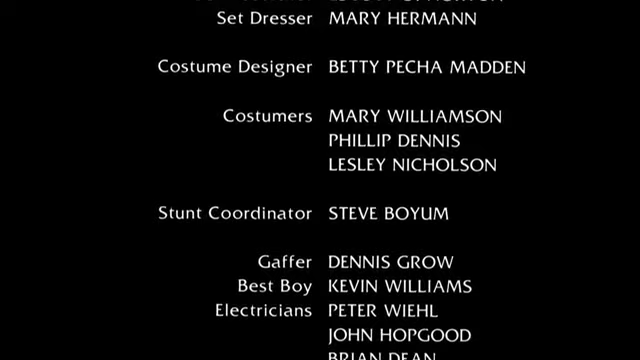 Set Dresser MARY HERMANN
Costume Designer BETTY PECHA MADDEN
Costumers MARY WILLIAMSON
PHILLIP DENNIS
LESLEY NICHOLSON
Stunt Coordinator STEVE BOYUM
Gaffer DENNIS GROW
Best Boy KEVIN WILLIAMS
Electricians PETER WIEHL
JOHN HOPGOOD
BRIAN DEAN